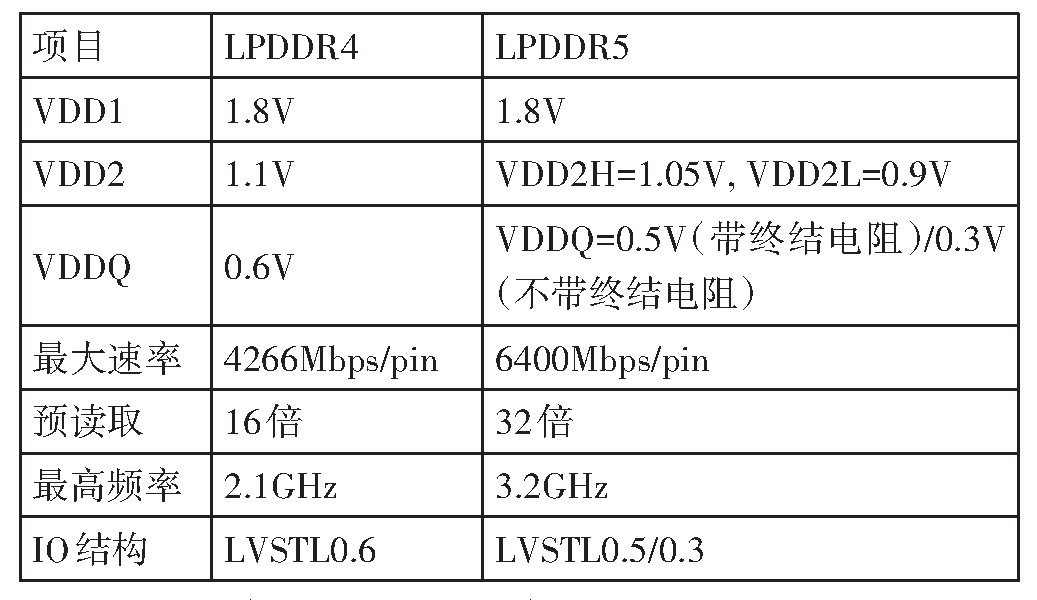 项目 LPDDR4 LPDDR5
VDD1 1.8V 1.8V
VDD2 1.1V VDD2H=1.05V, VDD2L=0.9V
VDDQ 0.6V VDDQ=0.5V(带终结电阻)/0.3V
(不带终结电阻)
最大速率 4266Mbps/pin 6400Mbps/pin
预读取 16倍 32倍
最高频率 2.1GHz 3.2GHz
IO结构 LVSTL0.6 LVSTL0.5/0.3